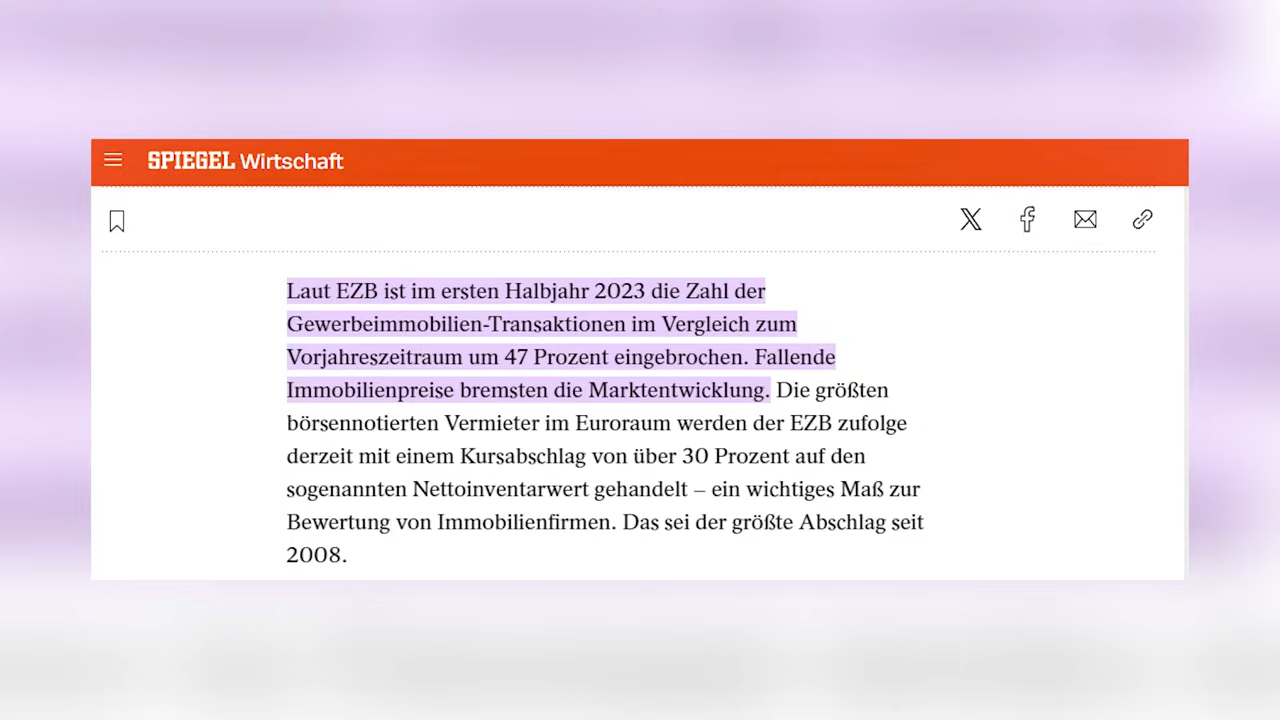 SPIEGEL Wirtschaft
Laut EZB ist im ersten Halbjahr 2023 die Zahl der
Gewerbeimmobilien-Transaktionen im Vergleich zum
Vorjahreszeitraum um 47 Prozent eingebrochen. Fallende
Immobilienpreise bremsten die Marktentwicklung. Die größten
börsennotierten Vermieter im Euroraum werden der EZB zufolge
derzeit mit einem Kursabschlag von über 30 Prozent auf den
sogenannten Nettoinventarwert gehandelt – ein wichtiges Maß zur
Bewertung von Immobilienfirmen. Das sei der größte Abschlag seit
2008.